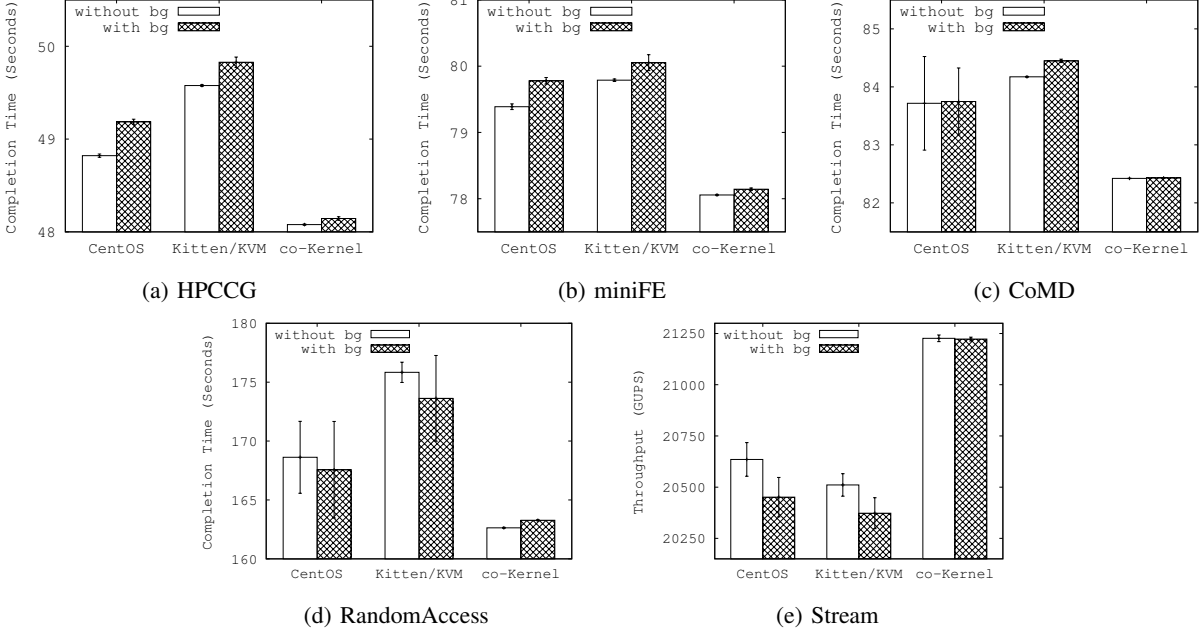 without bg
with bg
Completion Time (Seconds)
50
49
48
CentOS Kitten/KVM co-Kernel
(a) HPCCG
81
without bg
with bg
Completion Time (Seconds)
80
79
78
CentOS Kitten/KVM co-Kernel
(b) miniFE
without bg
with bg
Completion Time (Seconds)
85
84
83
82
CentOS Kitten/KVM co-Kernel
(c) CoMD
180
without bg
with bg
Completion Time (Seconds)
175
170
165
160
CentOS Kitten/KVM co-Kernel
(d) RandomAccess
21250
without bg
with bg
Throughput (GUPS)
21000
20750
20500
20250
CentOS Kitten/KVM co-Kernel
(e) Stream